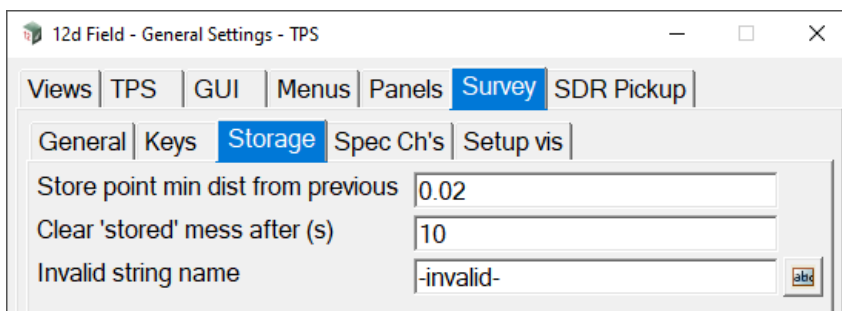 12d Field - General Settings - TPS
Views TPS GUI Menus Panels Survey SDR Pickup
General Keys Storage Spec Ch's Setup vis
Store point min dist from previous 0.02
Clear 'stored' mess after (s) 10
Invalid string name -invalid- abc